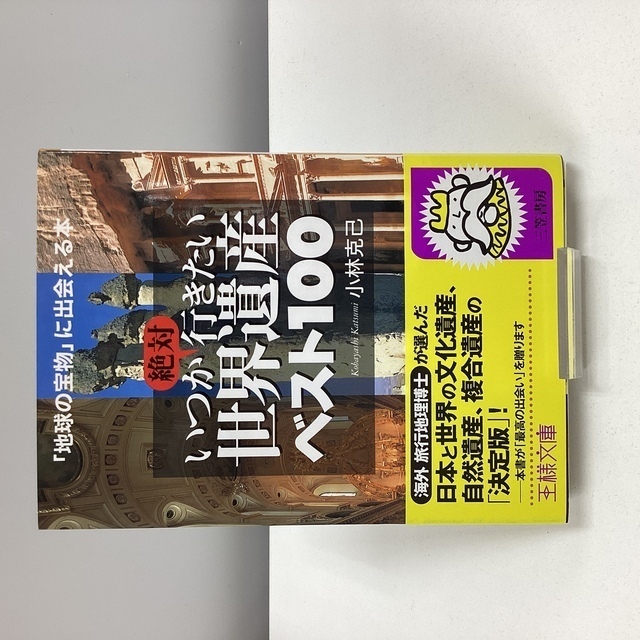 「地球の宝物」に出会える本
絶対
いつか行きたい
世界遺産
ベスト100
Kobayashi Katsumi 小林克己
海外 旅行地理博士が選んだ
日本と世界の文化遺産、
自然遺産、複合遺産の
「決定版」!
──本書が「最高の出会い」を贈ります
王様文庫
三笠書房